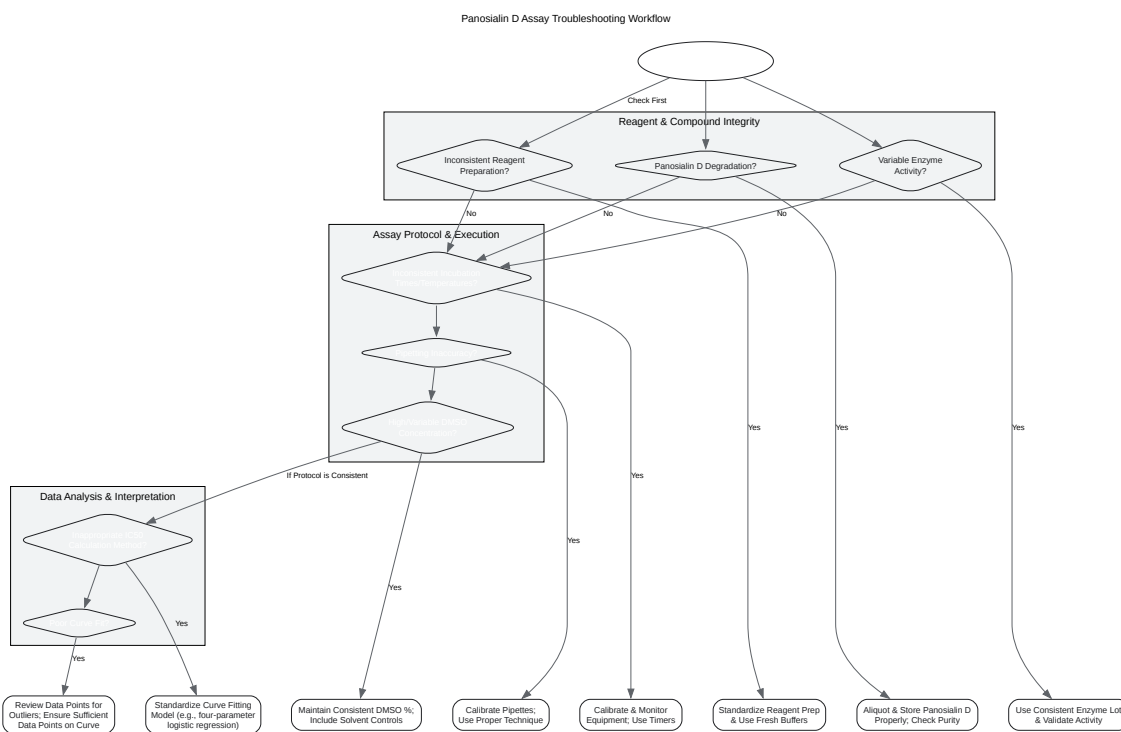 Panosialin D Assay Troubleshooting Workflow
Check First
Reagent & Compound Integrity
Inconsistent Reagent
Preparation?
Panosialin D Degradation?
Variable Enzyme
Activity?
No
No
No
Assay Protocol & Execution
If Protocol is Consistent
Data Analysis & Interpretation
Yes
Yes
Yes
Yes
Yes
Yes
Yes
Yes
Review Data Points for
Outliers; Ensure Sufficient
Data Points on Curve
Standardize Curve Fitting
Model (e.g., four-parameter
logistic regression)
Maintain Consistent DMSO %;
Include Solvent Controls
Calibrate Pipettes;
Use Proper Technique
Calibrate & Monitor
Equipment; Use Timers
Standardize Reagent Prep
& Use Fresh Buffers
Aliquot & Store Panosialin D
Properly; Check Purity
Use Consistent Enzyme Lot
& Validate Activity